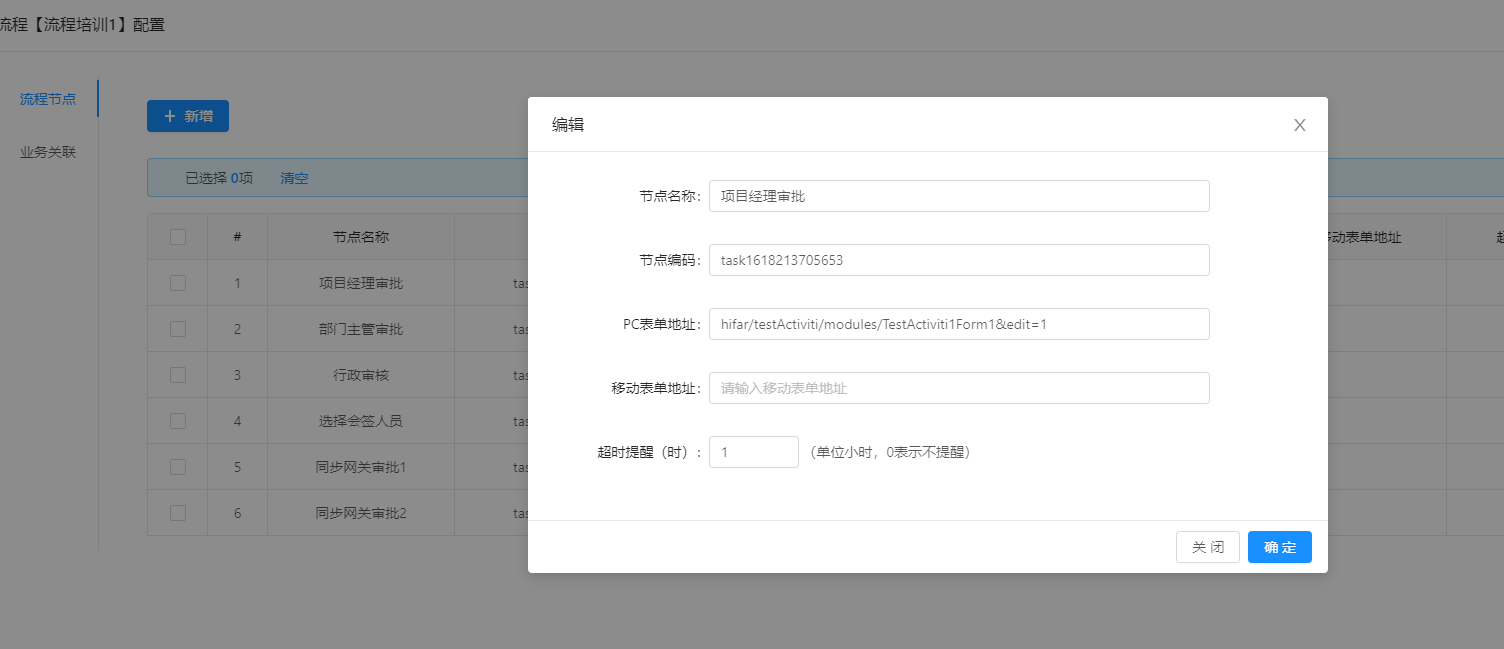 流程【流程培训1】配置
流程节点
业务关联
+ 新增
已选择 0项 清空
# 节点名称 移动表单地址
1 项目经理审批 tas
2 部门主管审批 tas
3 行政审核 tas
4 选择会签人员 tas
5 同步网关审批1 tas
6 同步网关审批2 tas
编辑
节点名称: 项目经理审批
节点编码: task1618213705653
PC表单地址: hifar/testActiviti/modules/TestActiviti1Form1&edit=1
移动表单地址: 请输入移动表单地址
超时提醒（时）: 1 （单位小时，0表示不提醒）
关 闭 确 定